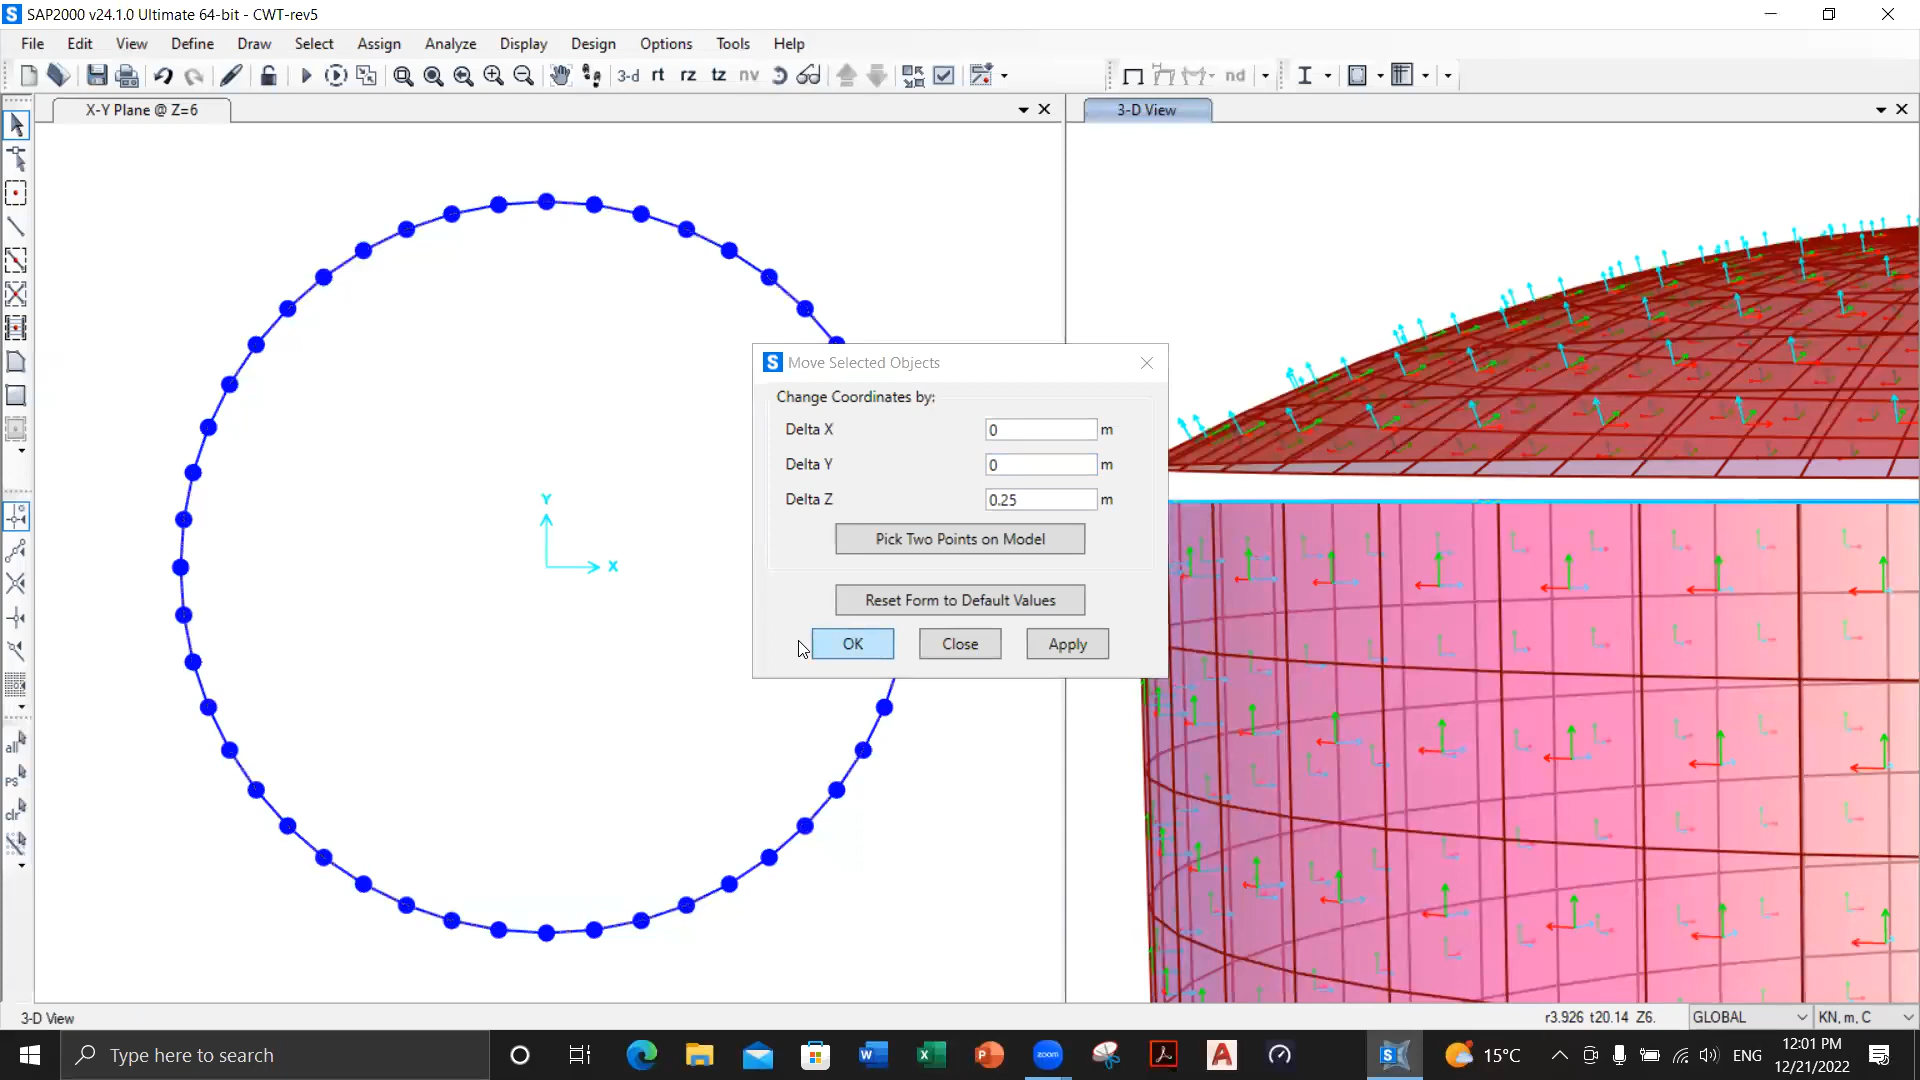 SAP2000 v24.1.0 Ultimate 64-bit - CWT-rev5
File Edit View Define Draw Select Assign Analyze Display Design Options Tools Help
3-d rt rz tz nv nd
X-Y Plane @ Z=6
3-D View
Y
X
Move Selected Objects
Change Coordinates by:
Delta X 0 m
Delta Y 0 m
Delta Z 0.25 m
Pick Two Points on Model
Reset Form to Default Values
OK Close Apply
all
ps
clr
3-D View
r3.926 t20.14 Z6.
GLOBAL
KN, m, C
Type here to search
zoom
15°C
ENG
12:01 PM
12/21/2022